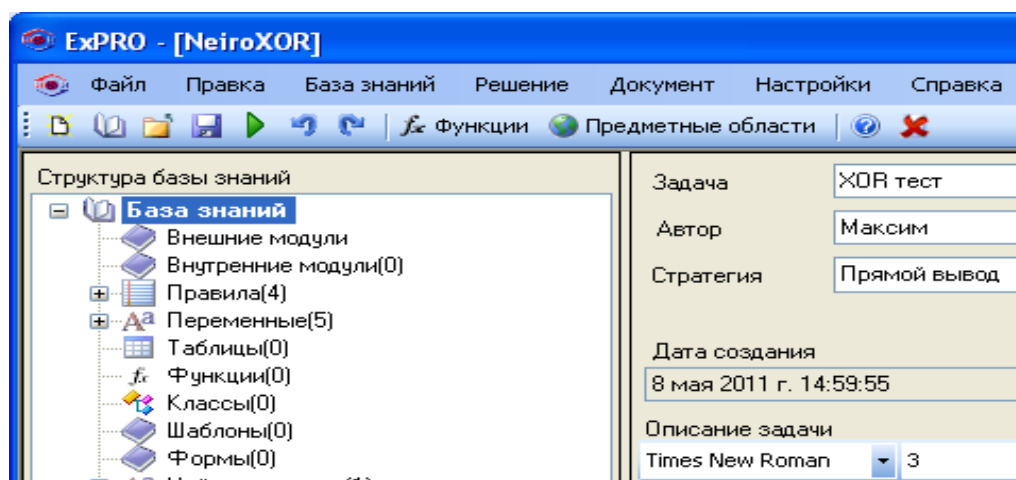 ExPRO - [NeiroXOR]
Файл Правка База знаний Решение Документ Настройки Справка
Функции Предметные области
Структура базы знаний
База знаний
Внешние модули
Внутренние модули(0)
Правила(4)
Переменные(5)
Таблицы(0)
Функции(0)
Классы(0)
Шаблоны(0)
Формы(0)
Задача XOR тест
Автор Максим
Стратегия Прямой вывод
Дата создания
8 мая 2011 г. 14:59:55
Описание задачи
Times New Roman 3